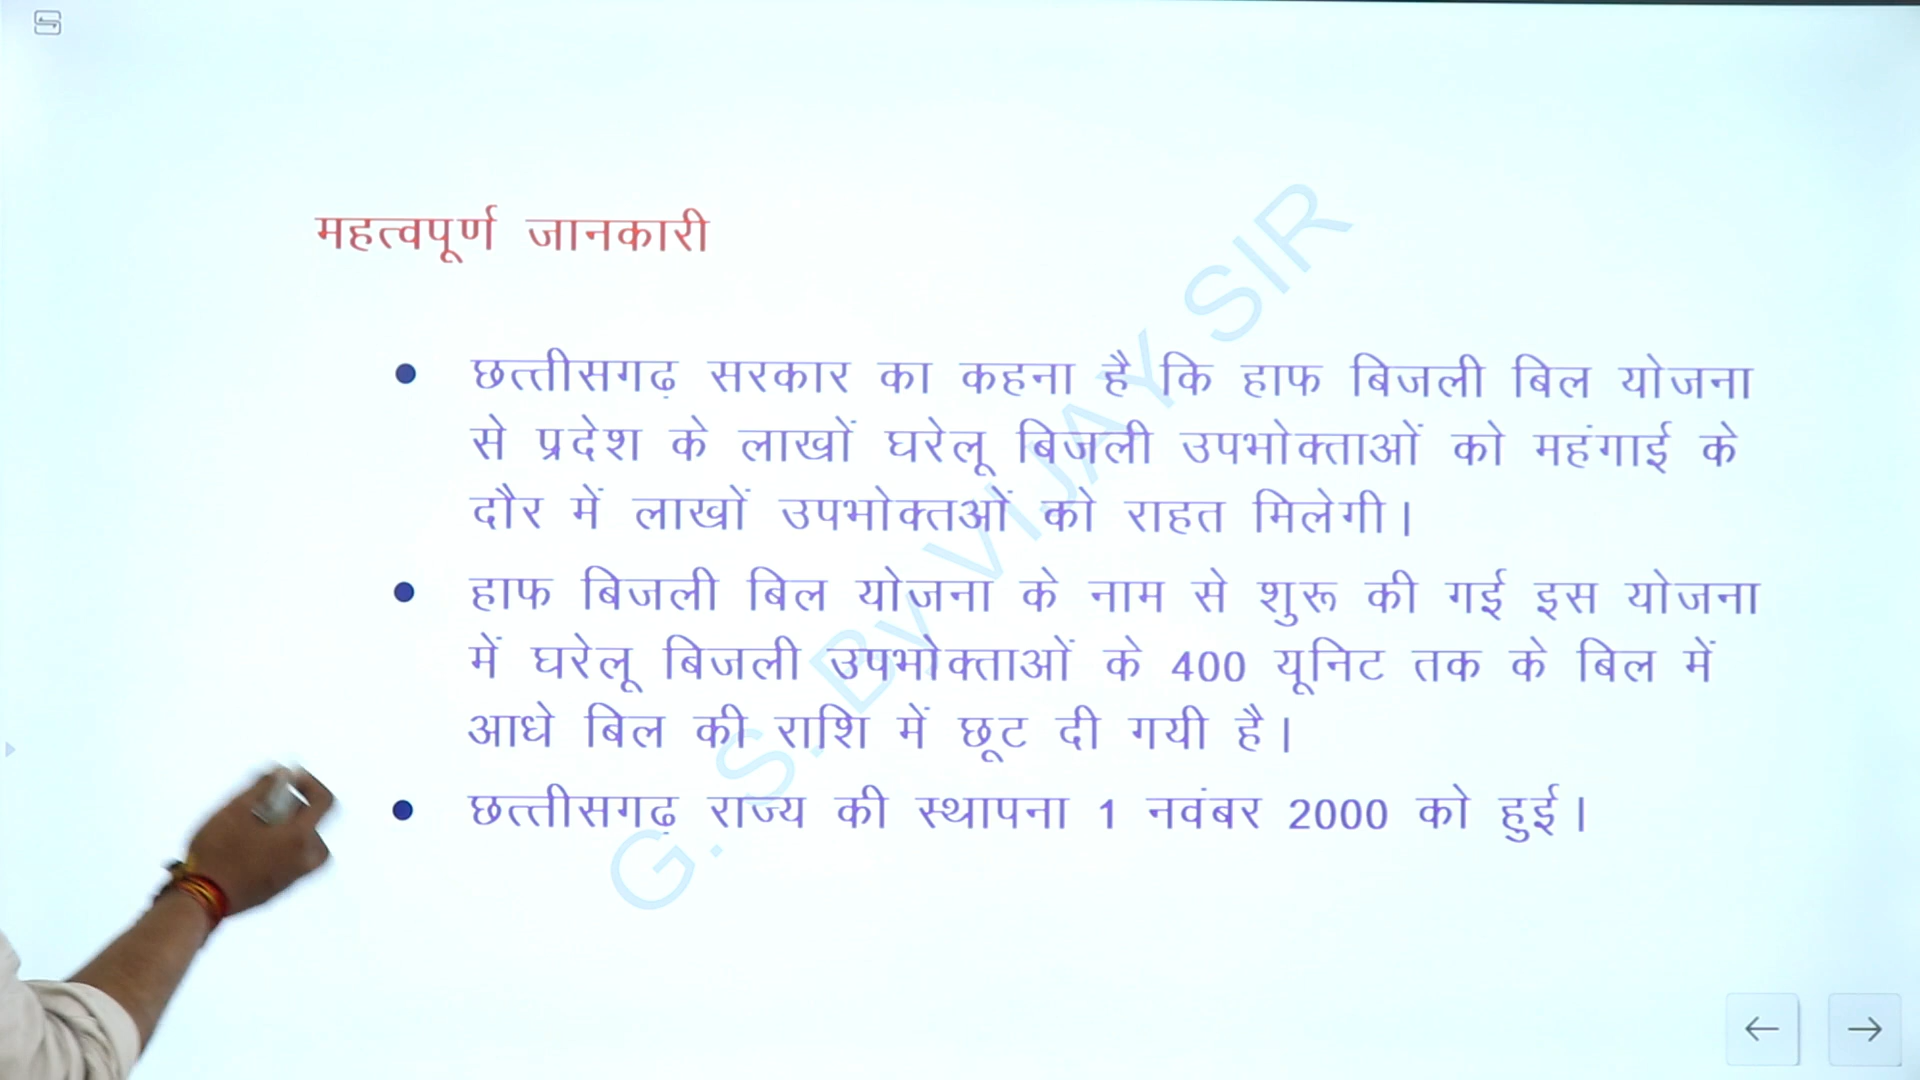 महत्वपूर्ण जानकारी
• छत्तीसगढ़ सरकार का कहना है कि हाफ बिजली बिल योजना
से प्रदेश के लाखों घरेलू बिजली उपभोक्ताओं को महंगाई के
दौर में लाखों उपभोक्तओं को राहत मिलेगी।
• हाफ बिजली बिल योजना के नाम से शुरू की गई इस योजना
में घरेलू बिजली उपभोक्ताओं के 400 यूनिट तक के बिल में
आधे बिल की राशि में छूट दी गयी है।
• छत्तीसगढ़ राज्य की स्थापना 1 नवंबर 2000 को हुई।
G. S. By VIJAY SIR